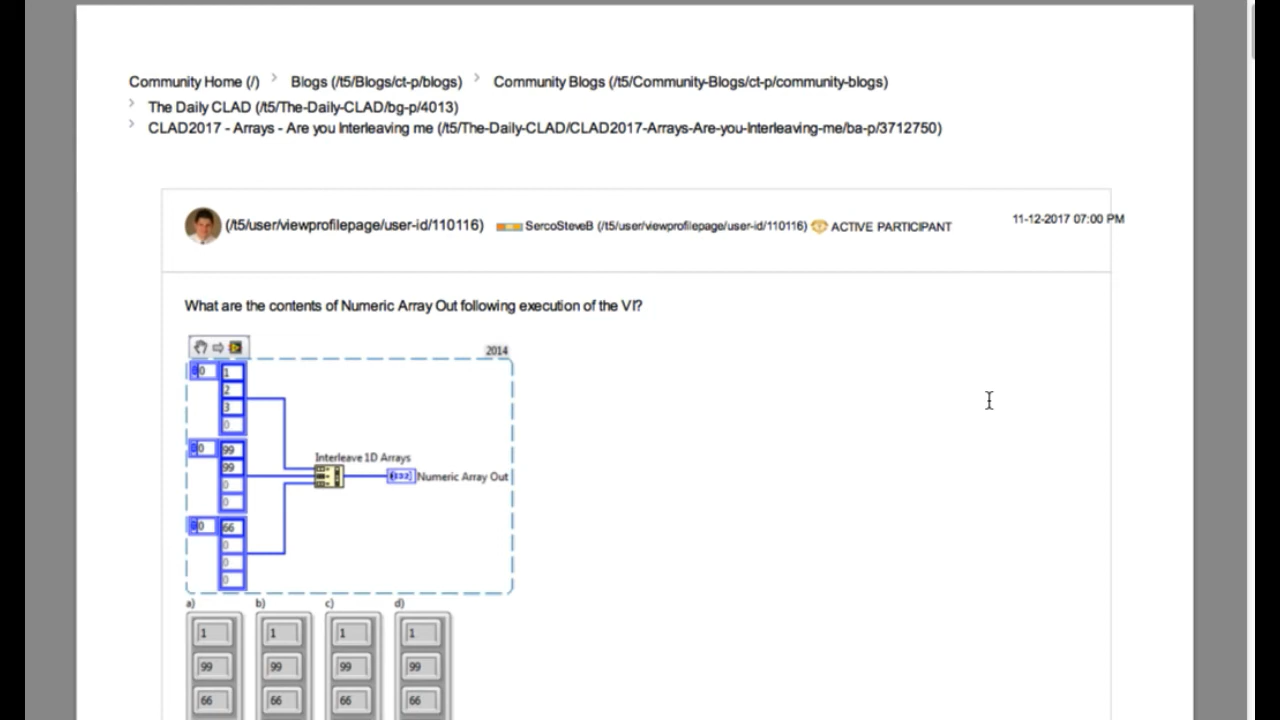 Community Home (/) > Blogs (/t5/Blogs/ct-p/blogs) > Community Blogs (/t5/Community-Blogs/ct-p/community-blogs)
> The Daily CLAD (/t5/The-Daily-CLAD/bg-p/4013)
> CLAD2017 - Arrays - Are you Interleaving me (/t5/The-Daily-CLAD/CLAD2017-Arrays-Are-you-Interleaving-me/ba-p/3712750)
(/t5/user/viewprofilepage/user-id/110116) SercoSteveB (/t5/user/viewprofilepage/user-id/110116) ACTIVE PARTICIPANT 11-12-2017 07:00 PM
What are the contents of Numeric Array Out following execution of the VI?
2014
0 1
2
3
0
0 99
99
0
0
Interleave 1D Arrays
[I32] Numeric Array Out
0 66
0
0
0
a) b) c) d)
1 1 1 1
99 99 99 99
66 66 66 66